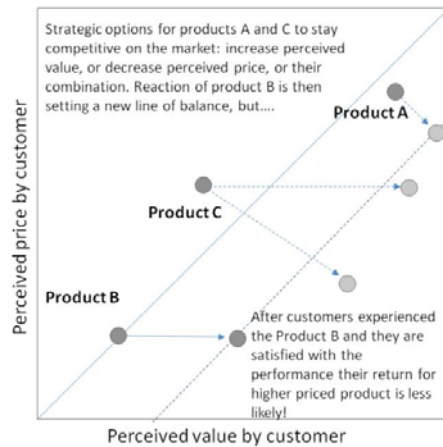 Strategic options for products A and C to stay
competitive on the market: increase perceived
value, or decrease perceived price, or their
combination. Reaction of product B is then
setting a new line of balance, but....
Product A
Product C
Product B
After customers experienced
the Product B and they are
satisfied with the
performance their return for
higher priced product is less
likely!
Perceived price by customer
Perceived value by customer